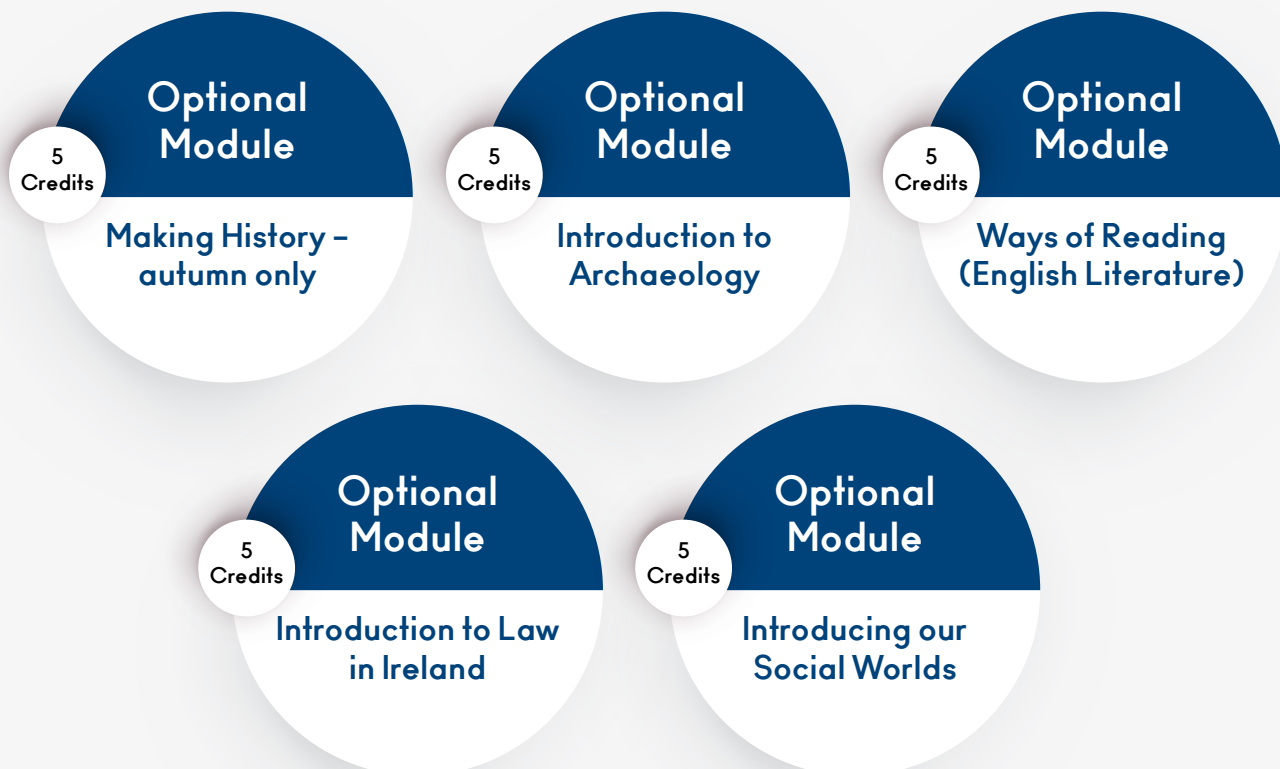 Optional
Module
5
Credits
Making History –
autumn only
Optional
Module
5
Credits
Introduction to
Archaeology
Optional
Module
5
Credits
Ways of Reading
(English Literature)
Optional
Module
5
Credits
Introduction to Law
in Ireland
Optional
Module
5
Credits
Introducing our
Social Worlds